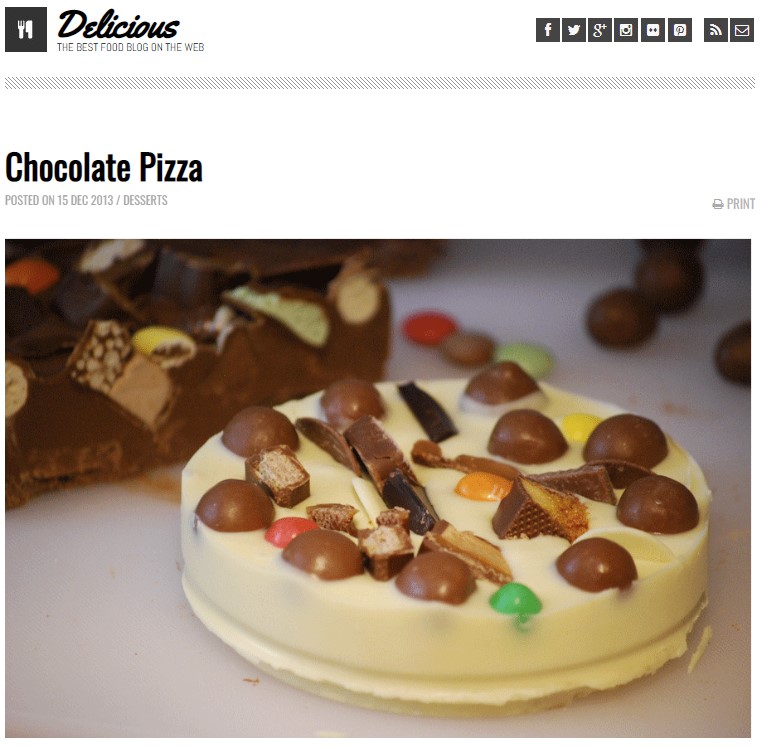 Delicious
THE BEST FOOD BLOG ON THE WEB
Chocolate Pizza
POSTED ON 15 DEC 2013 / DESSERTS
PRINT